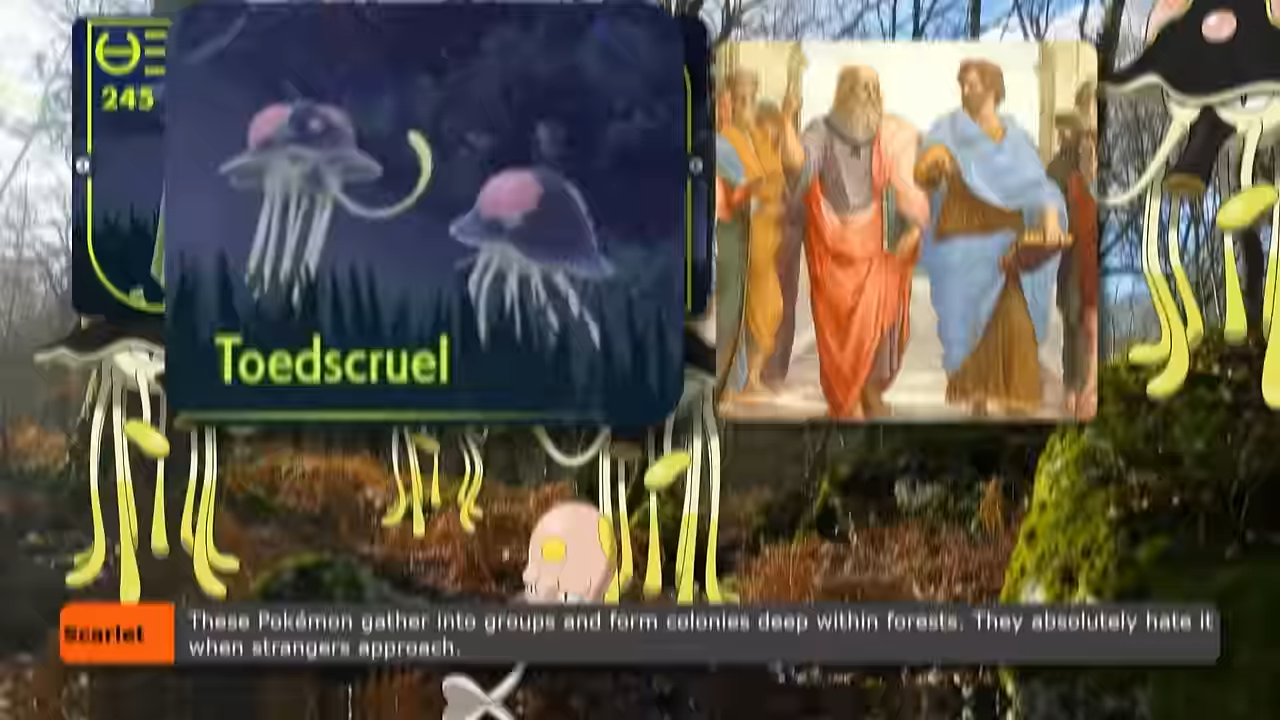 245
Toedscruel
Scarlet
These Pokémon gather into groups and form colonies deep within forests. They absolutely hate it
when strangers approach.